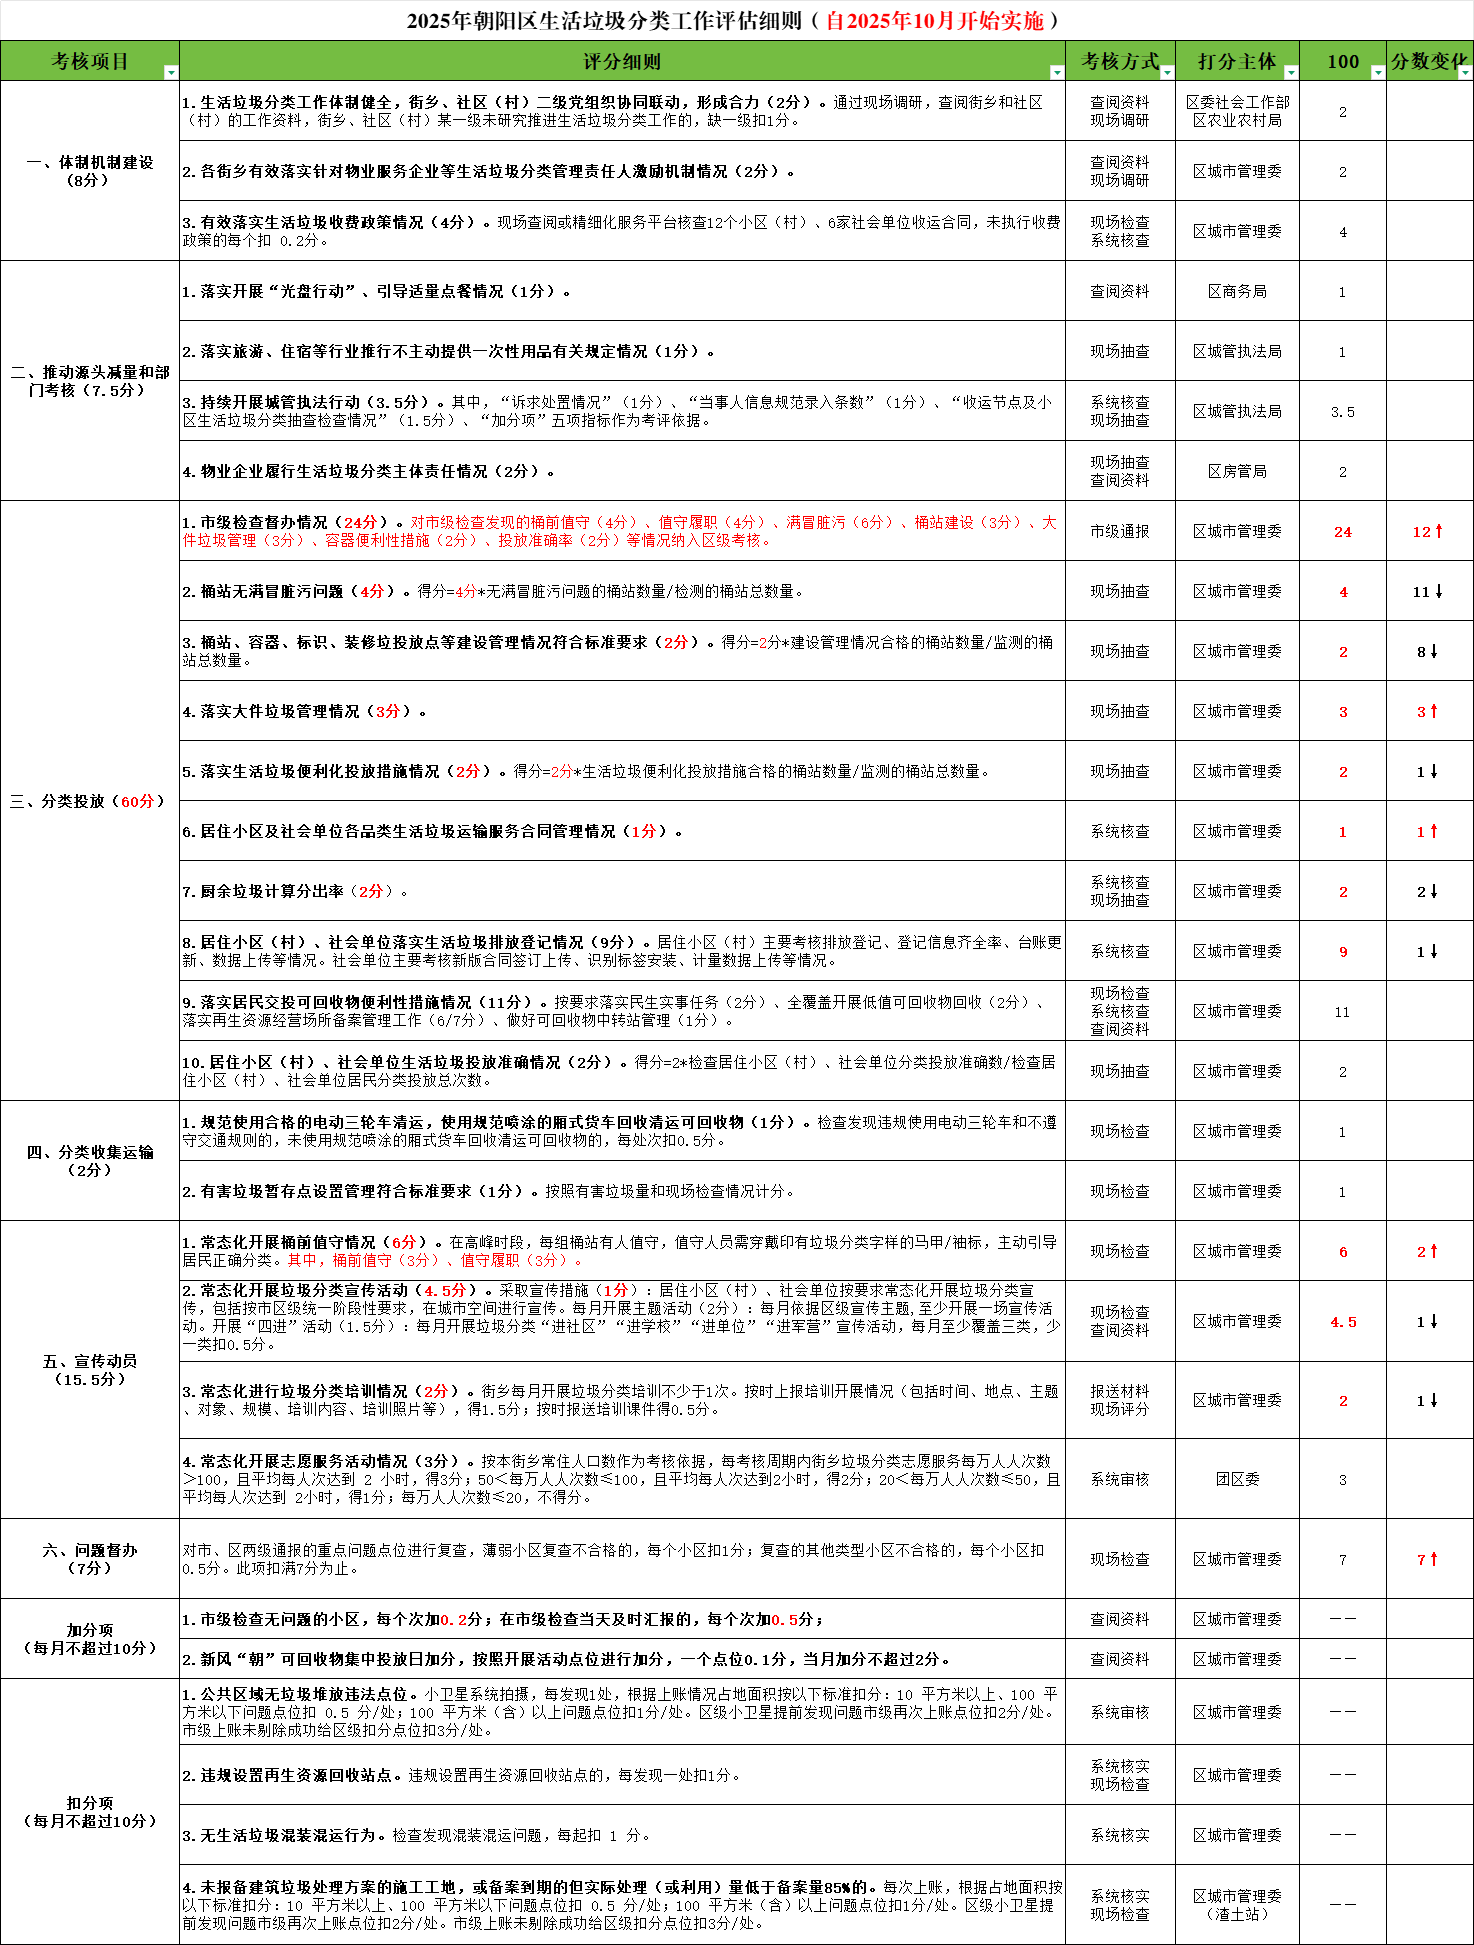 2025年朝阳区生活垃圾分类工作评估细则（自2025年10月开始实施）
考核项目 评分细则 考核方式 打分主体 100 分数变化
一、体制机制建设
（8分）
1.生活垃圾分类工作体制健全，街乡、社区（村）二级党组织协同联动，形成合力（2分）。通过现场调研，查阅街乡和社区
（村）的工作资料，街乡、社区（村）某一级未研究推进生活垃圾分类工作的，缺一级扣1分。
查阅资料
现场调研
区委社会工作部
区农业农村局
2
2.各街乡有效落实针对物业服务企业等生活垃圾分类管理责任人激励机制情况（2分）。
查阅资料
现场调研
区城市管理委
2
3.有效落实生活垃圾收费政策情况（4分）。现场查阅或精细化服务平台核查12个小区（村）、6家社会单位收运合同，未执行收费
政策的每个扣 0.2分。
现场检查
系统核查
区城市管理委
4
二、推动源头减量和部
门考核（7.5分）
1.落实开展“光盘行动”、引导适量点餐情况（1分）。
查阅资料
区商务局
1
2.落实旅游、住宿等行业推行不主动提供一次性用品有关规定情况（1分）。
现场抽查
区城管执法局
1
3.持续开展城管执法行动（3.5分）。其中，“诉求处置情况”（1分）、“当事人信息规范录入条数”（1分）、“收运节点及小
区生活垃圾分类抽查检查情况”（1.5分）、“加分项”五项指标作为考评依据。
系统核查
现场抽查
区城管执法局
3.5
4.物业企业履行生活垃圾分类主体责任情况（2分）。
现场抽查
查阅资料
区房管局
2
三、分类投放（60分）
1.市级检查督办情况（24分）。对市级检查发现的桶前值守（4分）、值守履职（4分）、满冒脏污（6分）、桶站建设（3分）、大
件垃圾管理（3分）、容器便利性措施（2分）、投放准确率（2分）等情况纳入区级考核。
市级通报
区城市管理委
24
12↑
2.桶站无满冒脏污问题（4分）。得分=4分*无满冒脏污问题的桶站数量/检测的桶站总数量。
现场抽查
区城市管理委
4
11↓
3.桶站、容器、标识、装修垃投放点等建设管理情况符合标准要求（2分）。得分=2分*建设管理情况合格的桶站数量/监测的桶
站总数量。
现场抽查
区城市管理委
2
8↓
4.落实大件垃圾管理情况（3分）。
现场抽查
区城市管理委
3
3↑
5.落实生活垃圾便利化投放措施情况（2分）。得分=2分*生活垃圾便利化投放措施合格的桶站数量/监测的桶站总数量。
现场抽查
区城市管理委
2
1↓
6.居住小区及社会单位各品类生活垃圾运输服务合同管理情况（1分）。
系统核查
区城市管理委
1
1↑
7.厨余垃圾计算分出率（2分）。
系统核查
现场抽查
区城市管理委
2
2↓
8.居住小区（村）、社会单位落实生活垃圾排放登记情况（9分）。居住小区（村）主要考核排放登记、登记信息齐全率、台账更
新、数据上传等情况。社会单位主要考核新版合同签订上传、识别标签安装、计量数据上传等情况。
系统核查
区城市管理委
9
1↓
9.落实居民交投可回收物便利性措施情况（11分）。按要求落实民生实事任务（2分）、全覆盖开展低值可回收物回收（2分）、
落实再生资源经营场所备案管理工作（6/7分）、做好可回收物中转站管理（1分）。
现场检查
系统核查
查阅资料
区城市管理委
11
10.居住小区（村）、社会单位生活垃圾投放准确情况（2分）。得分=2*检查居住小区（村）、社会单位分类投放准确数/检查居
住小区（村）、社会单位居民分类投放总次数。
现场抽查
区城市管理委
2
四、分类收集运输
（2分）
1.规范使用合格的电动三轮车清运，使用规范喷涂的厢式货车回收清运可回收物（1分）。检查发现违规使用电动三轮车和不遵
守交通规则的，未使用规范喷涂的厢式货车回收清运可回收物的，每处次扣0.5分。
现场检查
区城市管理委
1
2.有害垃圾暂存点设置管理符合标准要求（1分）。按照有害垃圾量和现场检查情况计分。
现场检查
区城市管理委
1
五、宣传动员
（15.5分）
1.常态化开展桶前值守情况（6分）。在高峰时段，每组桶站有人值守，值守人员需穿戴印有垃圾分类字样的马甲/袖标，主动引导
居民正确分类。其中，桶前值守（3分）、值守履职（3分）。
现场检查
区城市管理委
6
2↑
2.常态化开展垃圾分类宣传活动（4.5分）。采取宣传措施（1分）：居住小区（村）、社会单位按要求常态化开展垃圾分类宣
传，包括按市区级统一阶段性要求，在城市空间进行宣传。每月开展主题活动（2分）：每月依据区级宣传主题,至少开展一场宣传活
动。开展“四进”活动（1.5分）：每月开展垃圾分类“进社区”“进学校”“进单位”“进军营”宣传活动，每月至少覆盖三类，少
一类扣0.5分。
现场检查
查阅资料
区城市管理委
4.5
1↓
3.常态化进行垃圾分类培训情况（2分）。街乡每月开展垃圾分类培训不少于1次。按时上报培训开展情况（包括时间、地点、主题
、对象、规模、培训内容、培训照片等），得1.5分；按时报送培训课件得0.5分。
报送材料
现场评分
区城市管理委
2
1↓
4.常态化开展志愿服务活动情况（3分）。按本街乡常住人口数作为考核依据，每考核周期内街乡垃圾分类志愿服务每万人人次数
＞100，且平均每人次达到 2 小时，得3分；50＜每万人人次数≤100，且平均每人次达到2小时，得2分；20＜每万人人次数≤50，且
平均每人次达到 2小时，得1分；每万人人次数≤20，不得分。
系统审核
团区委
3
六、问题督办
（7分）
对市、区两级通报的重点问题点位进行复查，薄弱小区复查不合格的，每个小区扣1分；复查的其他类型小区不合格的，每个小区扣
0.5分。此项扣满7分为止。
现场检查
区城市管理委
7
7↑
加分项
（每月不超过10分）
1.市级检查无问题的小区，每个次加0.2分；在市级检查当天及时汇报的，每个次加0.5分；
查阅资料
区城市管理委
——
2.新风“朝”可回收物集中投放日加分，按照开展活动点位进行加分，一个点位0.1分，当月加分不超过2分。
查阅资料
区城市管理委
——
扣分项
（每月不超过10分）
1.公共区域无垃圾堆放违法点位。小卫星系统拍摄，每发现1处，根据上账情况占地面积按以下标准扣分：10 平方米以上、100 平
方米以下问题点位扣 0.5 分/处；100 平方米（含）以上问题点位扣1分/处。区级小卫星提前发现问题市级再次上账点位扣2分/处。
市级上账未剔除成功给区级扣分点位扣3分/处。
系统审核
区城市管理委
——
2.违规设置再生资源回收站点。违规设置再生资源回收站点的，每发现一处扣1分。
系统核实
现场检查
区城市管理委
——
3.无生活垃圾混装混运行为。检查发现混装混运问题，每起扣 1 分。
系统核实
区城市管理委
——
4.未报备建筑垃圾处理方案的施工工地，或备案到期的但实际处理（或利用）量低于备案量85%的。每次上账，根据占地面积按
以下标准扣分：10 平方米以上、100 平方米以下问题点位扣 0.5 分/处；100 平方米（含）以上问题点位扣1分/处。区级小卫星提
前发现问题市级再次上账点位扣2分/处。市级上账未剔除成功给区级扣分点位扣3分/处。
系统核实
现场检查
区城市管理委
（渣土站）
——